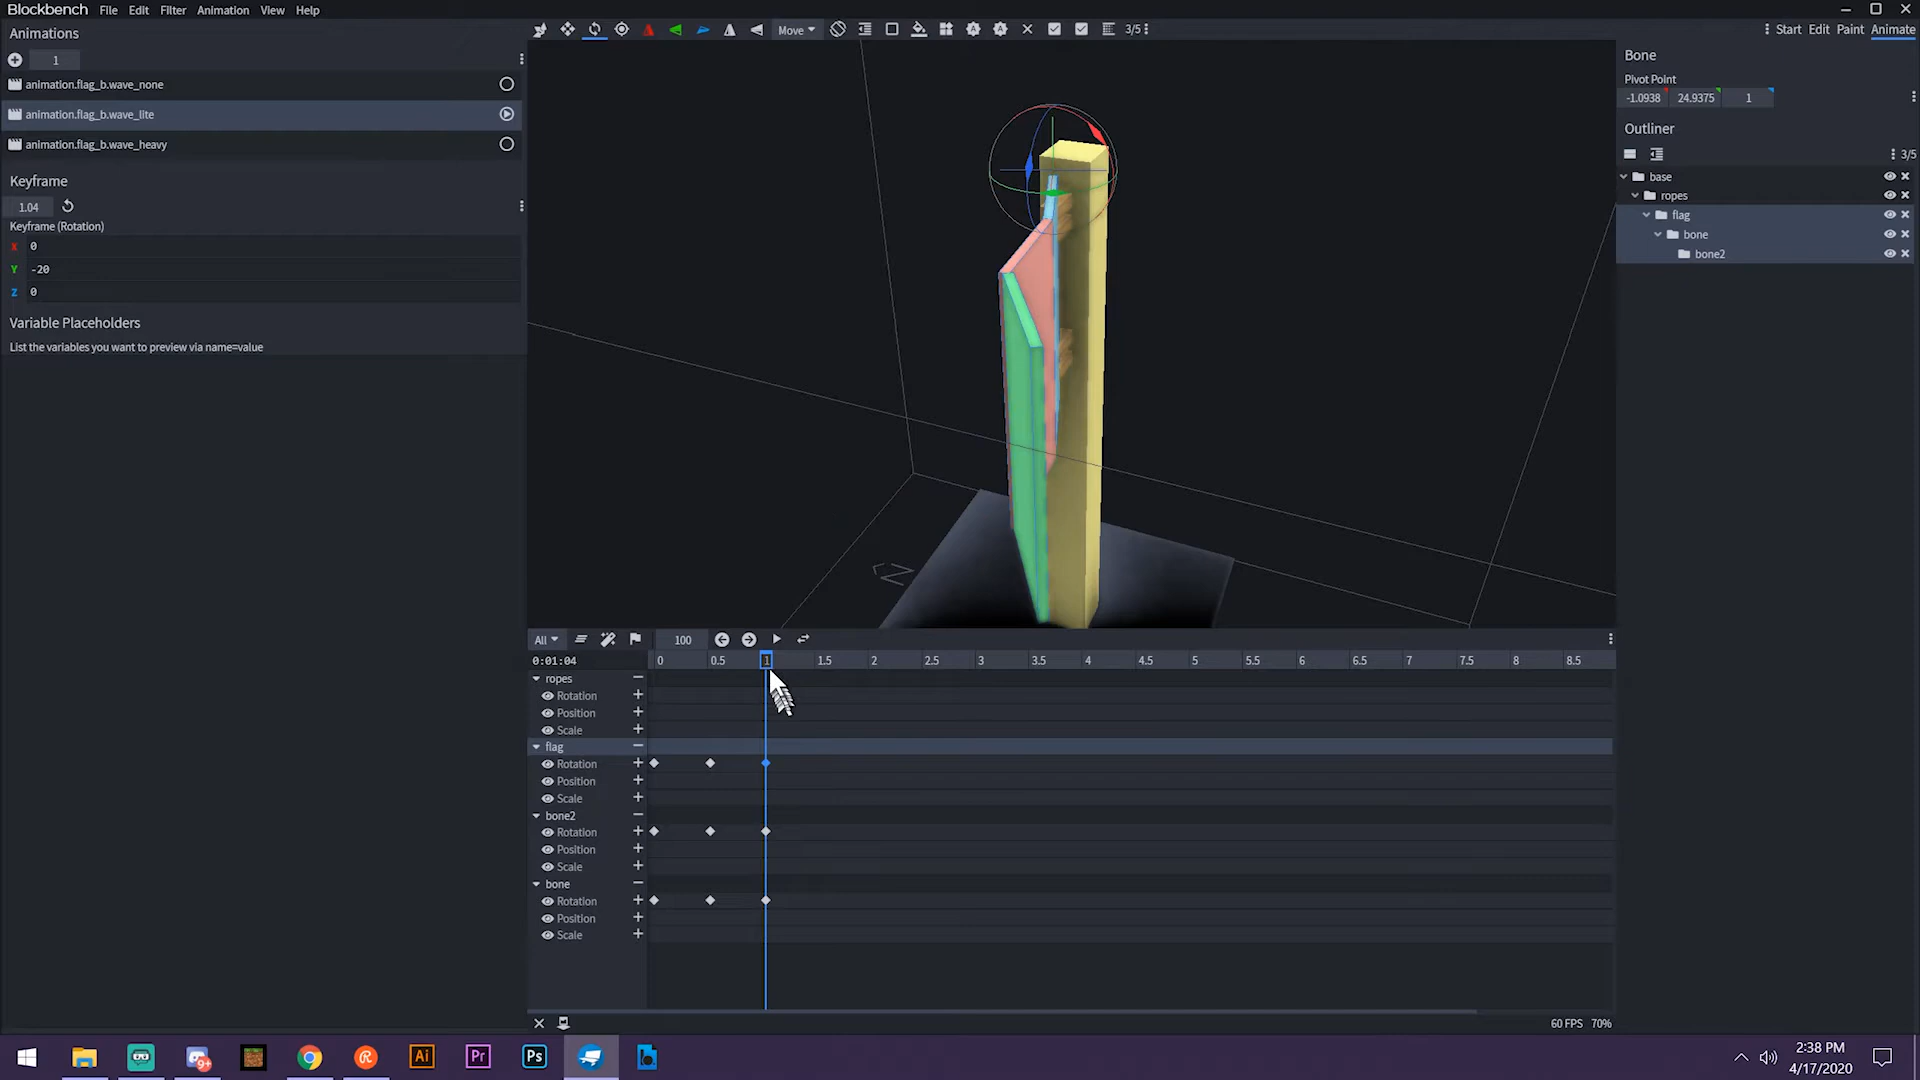 Blockbench File Edit Filter Animation View Help
Animations
1
animation.flag_b.wave_none
animation.flag_b.wave_lite
animation.flag_b.wave_heavy
Keyframe
1.04
Keyframe (Rotation)
X 0
Y -20
Z 0
Variable Placeholders
List the variables you want to preview via name=value
Move 3/5
Start Edit Paint Animate
Bone
Pivot Point
-1.0938 24.9375 1
Outliner
3/5
base
ropes
flag
bone
bone2
All 100
0:01:04 0 0.5 1 1.5 2 2.5 3 3.5 4 4.5 5 5.5 6 6.5 7 7.5 8 8.5
ropes
Rotation
Position
Scale
flag
Rotation
Position
Scale
bone2
Rotation
Position
Scale
bone
Rotation
Position
Scale
60 FPS 70%
9+ Ai Pr Ps
2:38 PM
4/17/2020